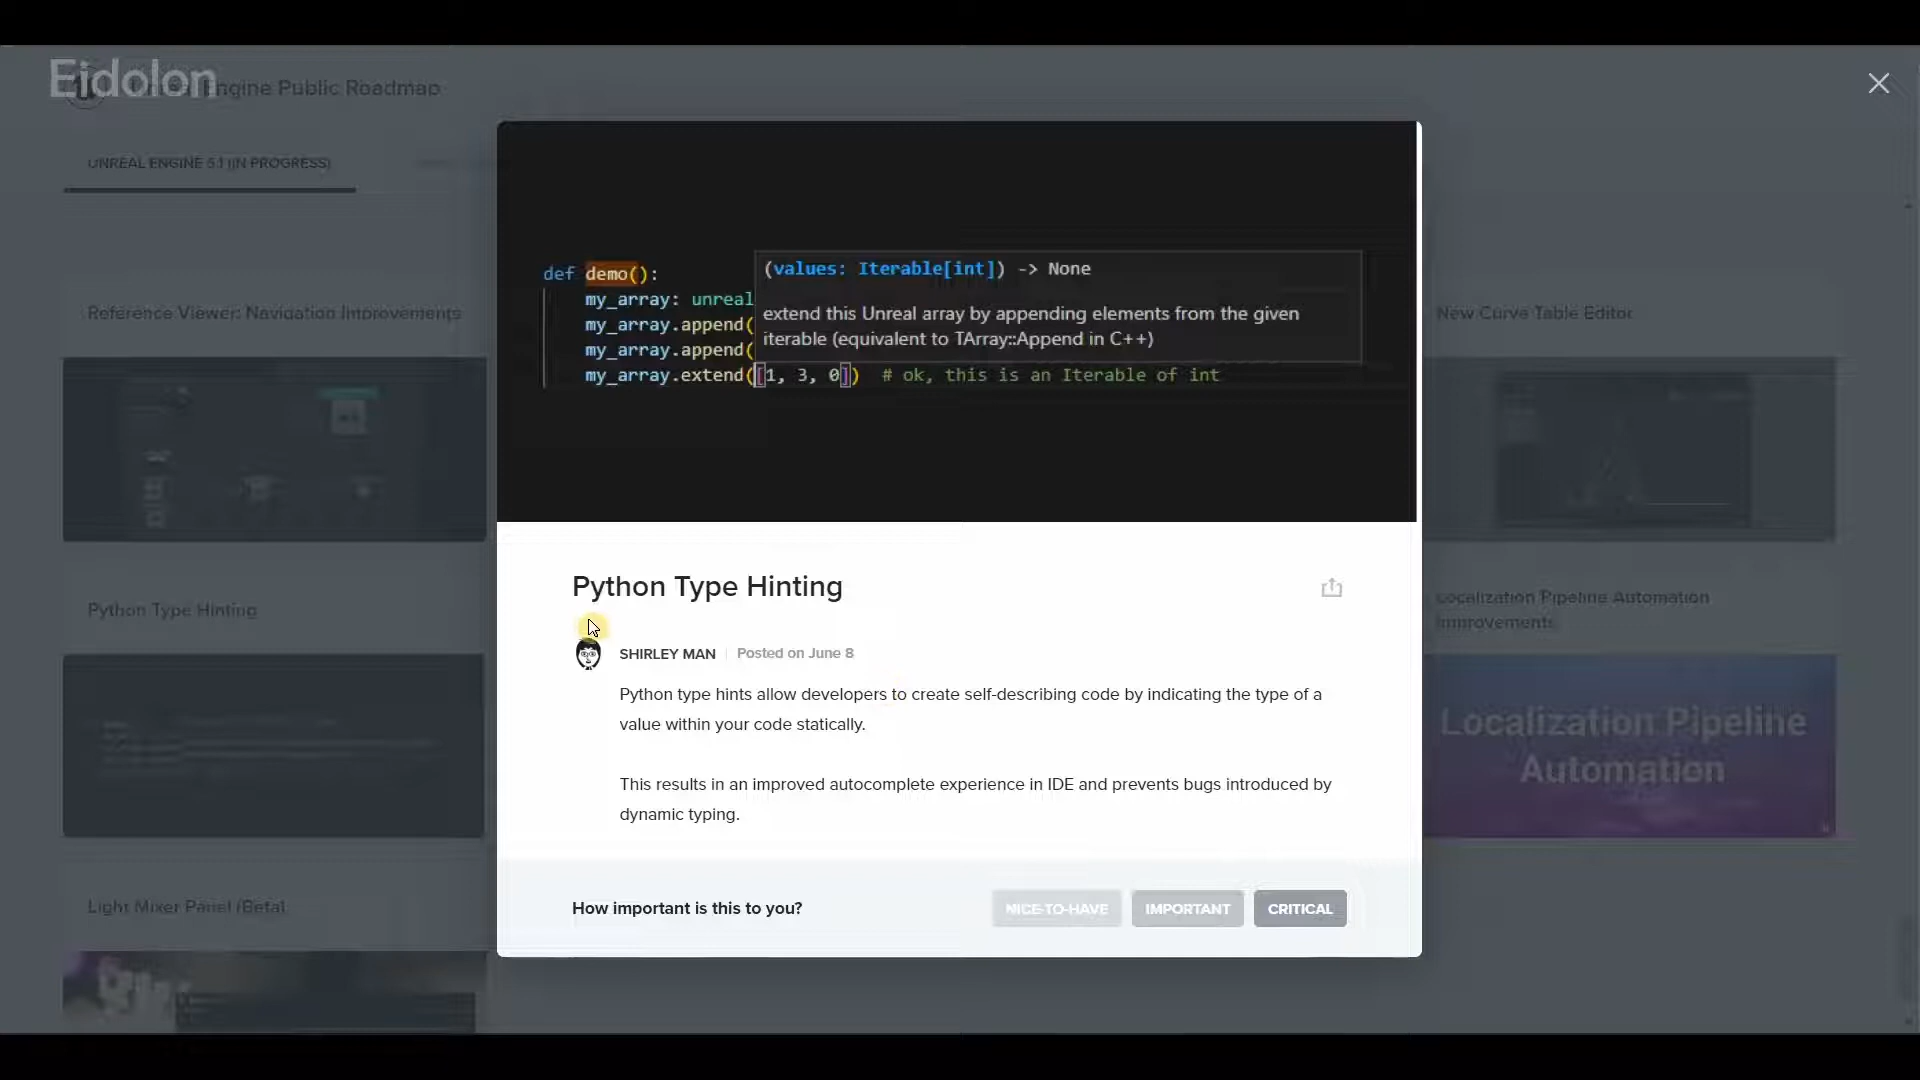 Eidolon
Engine Public Roadmap
UNREAL ENGINE 5.1 (IN PROGRESS)
Reference Viewer: Navigation Improvements
New Curve Table Editor
def demo():
my_array: unreal
my_array.append(
my_array.append(
my_array.extend([1, 3, 0]) # ok, this is an Iterable of int
(values: Iterable[int]) -> None
extend this Unreal array by appending elements from the given
iterable (equivalent to TArray::Append in C++)
Python Type Hinting
SHIRLEY MAN
Posted on June 8
Python type hints allow developers to create self-describing code by indicating the type of a
value within your code statically.
This results in an improved autocomplete experience in IDE and prevents bugs introduced by
dynamic typing.
How important is this to you?
NICE-TO-HAVE
IMPORTANT
CRITICAL
Python Type Hinting
Localization Pipeline Automation
Improvements
Localization Pipeline
Automation
Light Mixer Panel (Beta)